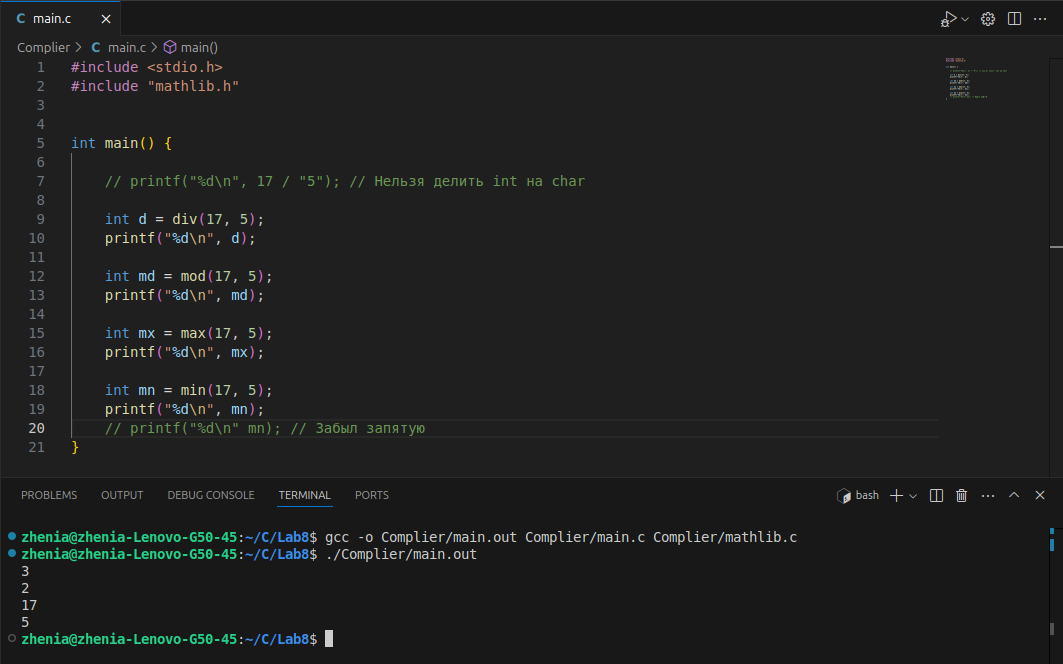 main.c
Complier > main.c > main()
1 #include <stdio.h>
2 #include "mathlib.h"
3
4
5 int main() {
6
7     // printf("%d\n", 17 / "5"); // Нельзя делить int на char
8
9     int d = div(17, 5);
10     printf("%d\n", d);
11
12     int md = mod(17, 5);
13     printf("%d\n", md);
14
15     int mx = max(17, 5);
16     printf("%d\n", mx);
17
18     int mn = min(17, 5);
19     printf("%d\n", mn);
20     // printf("%d\n" mn); // Забыл запятую
21 }
PROBLEMS OUTPUT DEBUG CONSOLE TERMINAL PORTS bash
zhenia@zhenia-Lenovo-G50-45:~/C/Lab8$ gcc -o Complier/main.out Complier/main.c Complier/mathlib.c
zhenia@zhenia-Lenovo-G50-45:~/C/Lab8$ ./Complier/main.out
3
2
17
5
zhenia@zhenia-Lenovo-G50-45:~/C/Lab8$